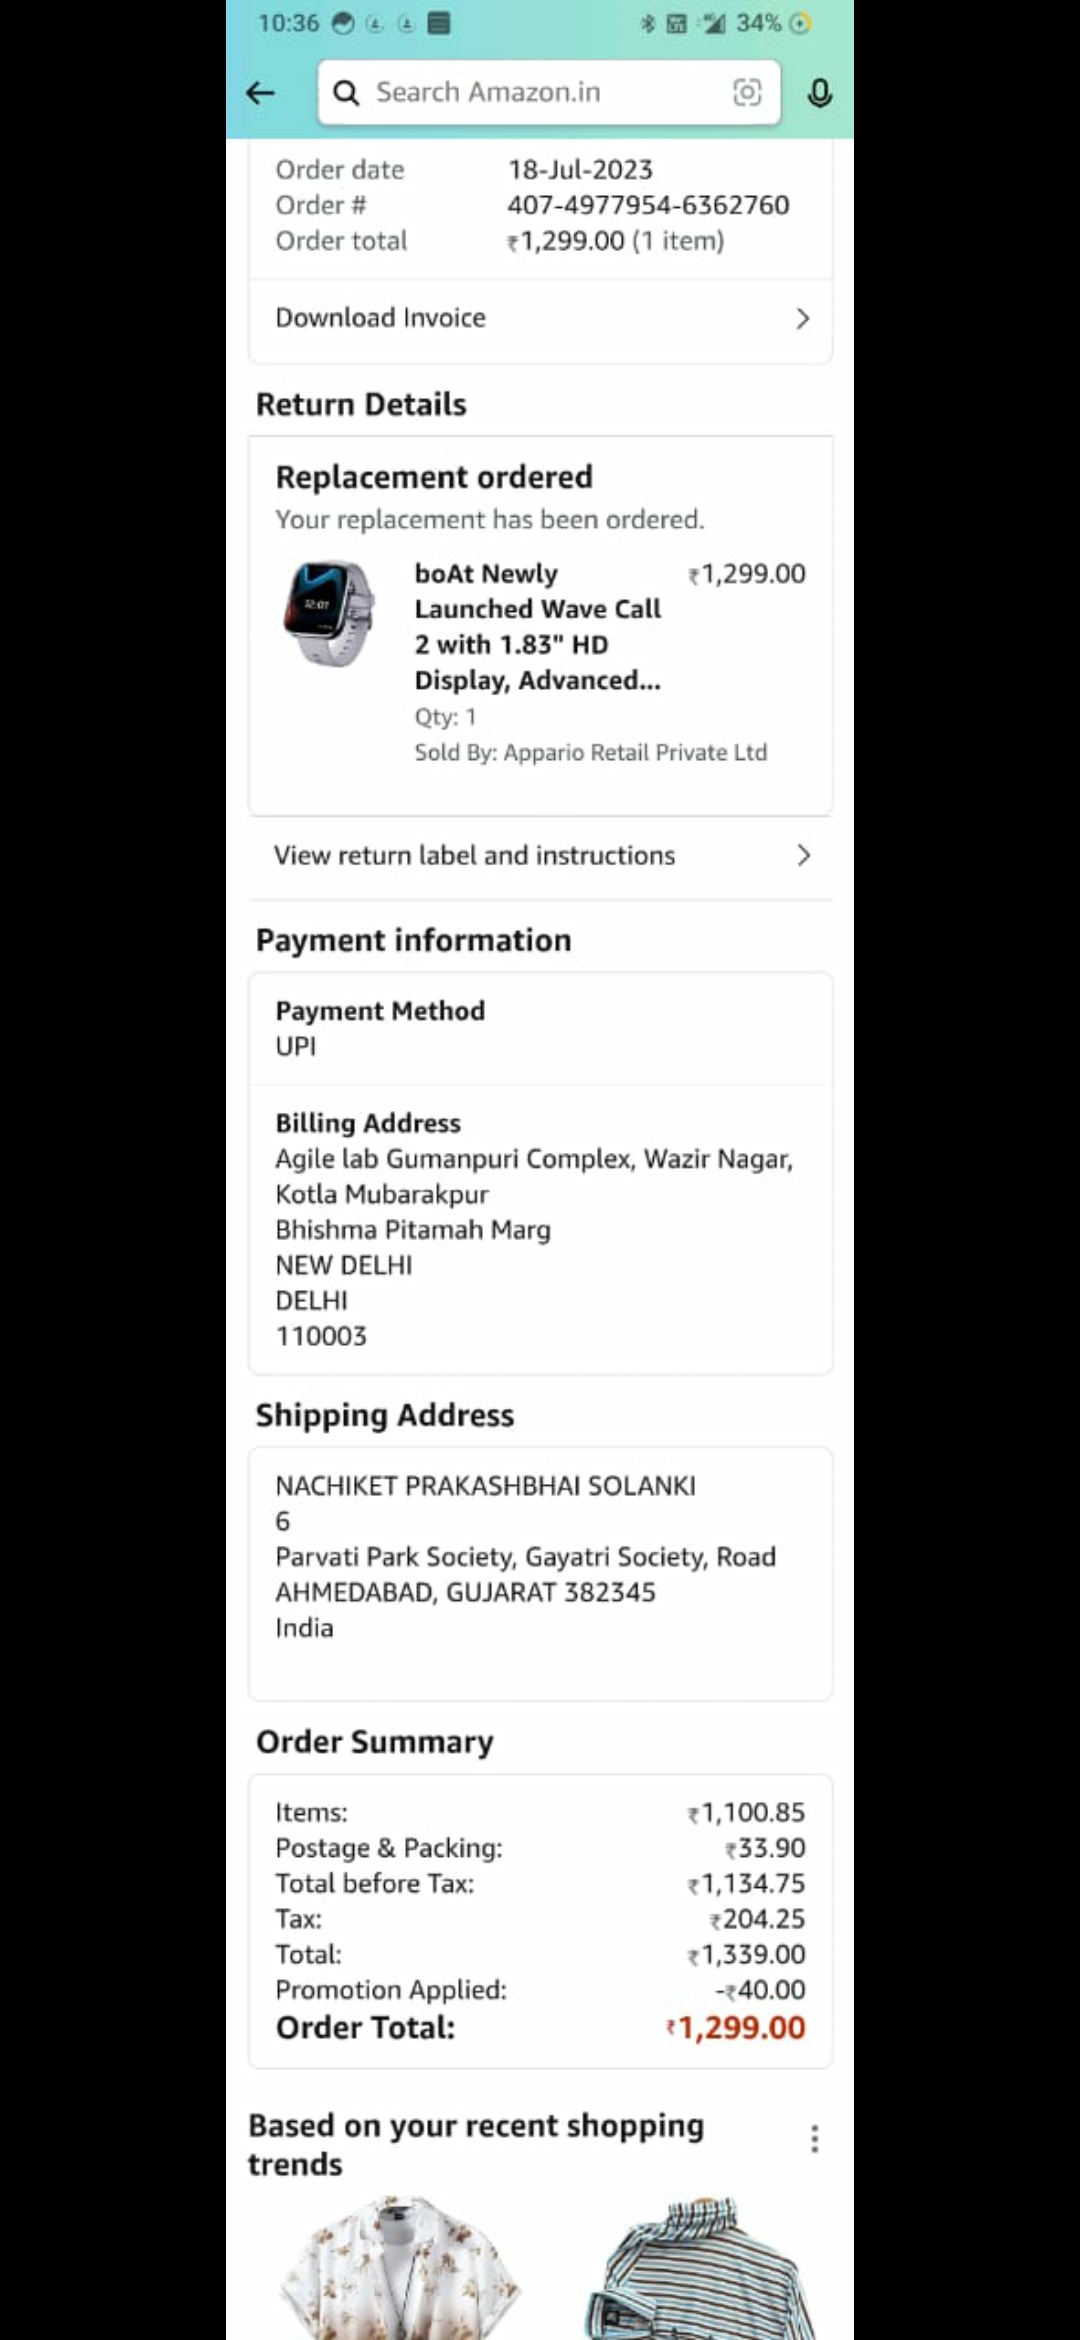 10:36 34%
Search Amazon.in
Order date 18-Jul-2023
Order # 407-4977954-6362760
Order total ₹1,299.00 (1 item)
Download Invoice
Return Details
Replacement ordered
Your replacement has been ordered.
boAt Newly ₹1,299.00
Launched Wave Call
2 with 1.83" HD
Display, Advanced...
Qty: 1
Sold By: Appario Retail Private Ltd
12:01
View return label and instructions
Payment information
Payment Method
UPI
Billing Address
Agile lab Gumanpuri Complex, Wazir Nagar,
Kotla Mubarakpur
Bhishma Pitamah Marg
NEW DELHI
DELHI
110003
Shipping Address
NACHIKET PRAKASHBHAI SOLANKI
6
Parvati Park Society, Gayatri Society, Road
AHMEDABAD, GUJARAT 382345
India
Order Summary
Items: ₹1,100.85
Postage & Packing: ₹33.90
Total before Tax: ₹1,134.75
Tax: ₹204.25
Total: ₹1,339.00
Promotion Applied: -₹40.00
Order Total: ₹1,299.00
Based on your recent shopping
trends